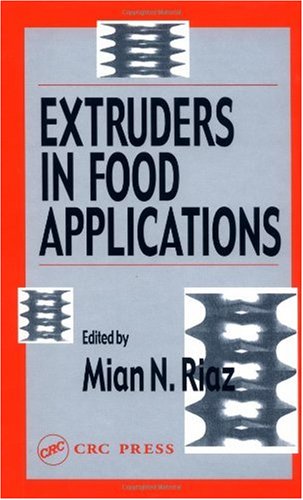 EXTRUDERS
IN FOOD
APPLICATIONS
Edited by
Mian N. Riaz
CRC
CRC PRESS